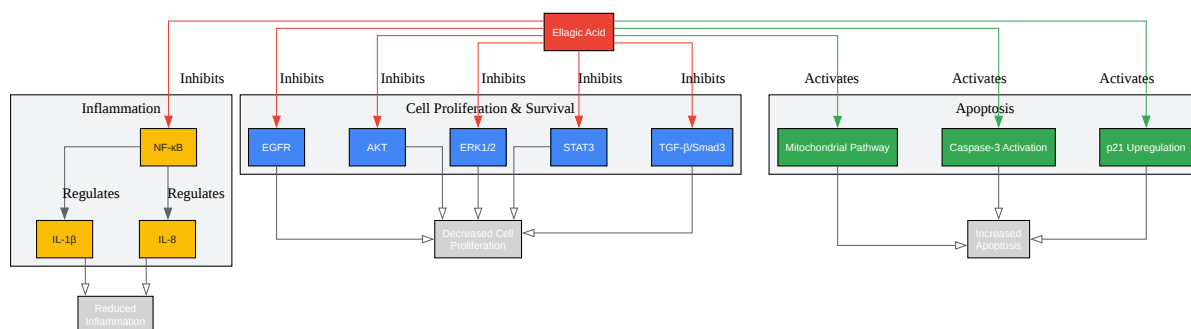 Ellagic Acid
Inhibits
Inhibits
Inhibits
Inhibits
Inhibits
Inhibits
Activates
Activates
Activates
Inflammation
Cell Proliferation & Survival
Apoptosis
NF-κB
EGFR
AKT
ERK1/2
STAT3
TGF-β/Smad3
Mitochondrial Pathway
Caspase-3 Activation
p21 Upregulation
Regulates
Regulates
IL-1β
IL-8
Decreased Cell
Proliferation
Increased
Apoptosis
Reduced
Inflammation